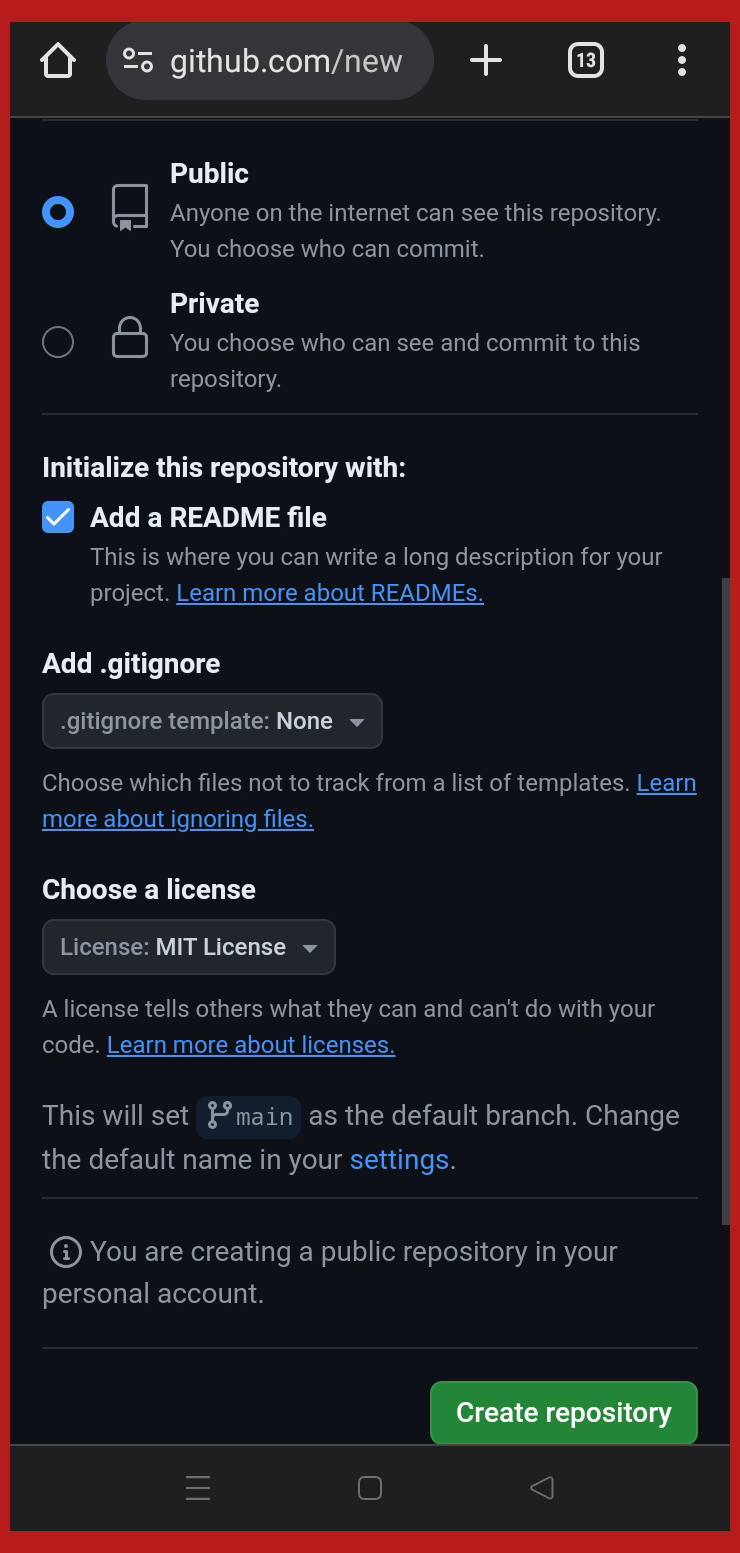 github.com/new
13
Public
Anyone on the internet can see this repository.
You choose who can commit.
Private
You choose who can see and commit to this
repository.
Initialize this repository with:
Add a README file
This is where you can write a long description for your
project. Learn more about READMEs.
Add .gitignore
.gitignore template: None
Choose which files not to track from a list of templates. Learn
more about ignoring files.
Choose a license
License: MIT License
A license tells others what they can and can't do with your
code. Learn more about licenses.
This will set main as the default branch. Change
the default name in your settings.
You are creating a public repository in your
personal account.
Create repository